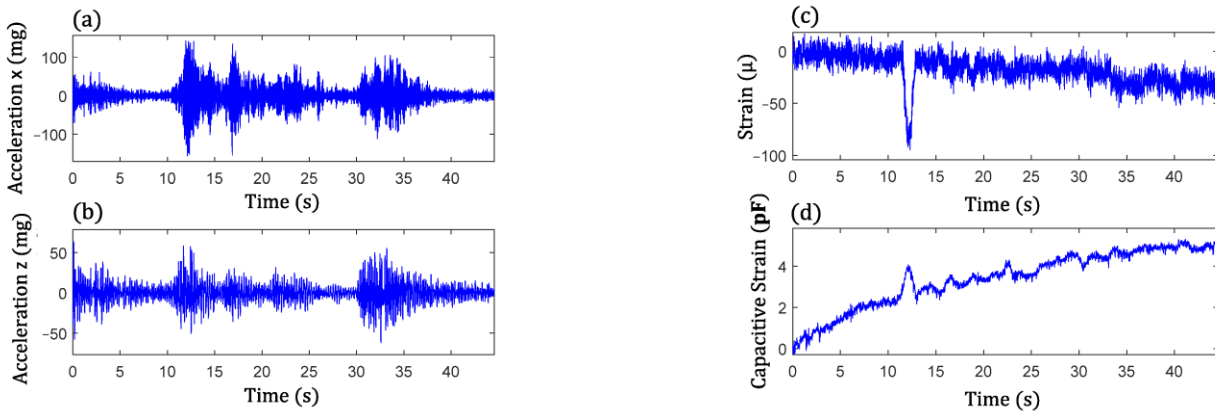 (a)
Acceleration x (mg)
100
0
−100
0 5 10 15 20 25 30 35 40
Time (s)
(b)
Acceleration z (mg)
50
0
−50
0 5 10 15 20 25 30 35 40
Time (s)
(c)
Strain (μ)
0
−50
−100
0 5 10 15 20 25 30 35 40
Time (s)
(d)
Capacitive Strain (pF)
4
2
0
0 5 10 15 20 25 30 35 40
Time (s)